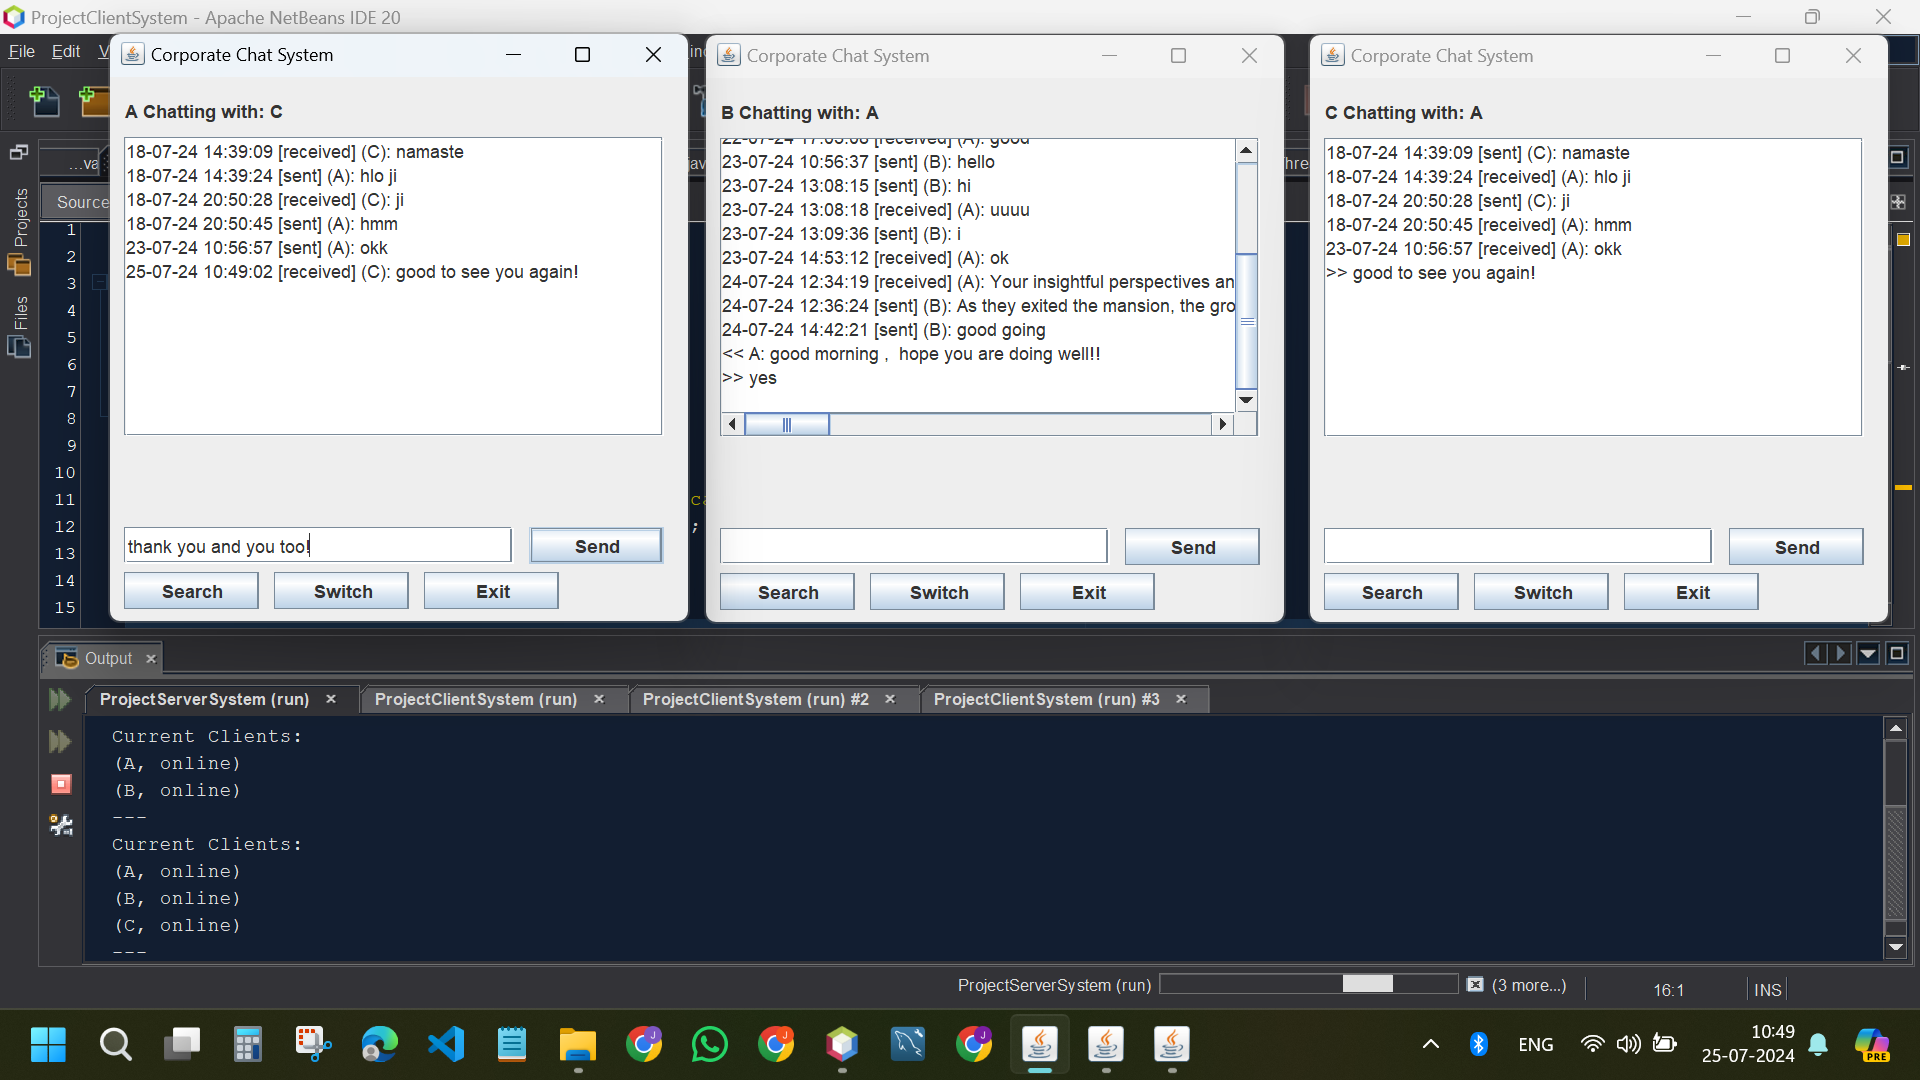 ProjectClientSystem - Apache NetBeans IDE 20
File Edit V
Corporate Chat System
A Chatting with: C
18-07-24 14:39:09 [received] (C): namaste
18-07-24 14:39:24 [sent] (A): hlo ji
18-07-24 20:50:28 [received] (C): ji
18-07-24 20:50:45 [sent] (A): hmm
23-07-24 10:56:57 [sent] (A): okk
25-07-24 10:49:02 [received] (C): good to see you again!
thank you and you too!
Send
Search Switch Exit
Corporate Chat System
B Chatting with: A
23-07-24 10:56:37 [sent] (B): hello
23-07-24 13:08:15 [sent] (B): hi
23-07-24 13:08:18 [received] (A): uuuu
23-07-24 13:09:36 [sent] (B): i
23-07-24 14:53:12 [received] (A): ok
24-07-24 12:34:19 [received] (A): Your insightful perspectives an
24-07-24 12:36:24 [sent] (B): As they exited the mansion, the gro
24-07-24 14:42:21 [sent] (B): good going
<< A: good morning , hope you are doing well!!
>> yes
Send
Search Switch Exit
Corporate Chat System
C Chatting with: A
18-07-24 14:39:09 [sent] (C): namaste
18-07-24 14:39:24 [received] (A): hlo ji
18-07-24 20:50:28 [sent] (C): ji
18-07-24 20:50:45 [received] (A): hmm
23-07-24 10:56:57 [received] (A): okk
>> good to see you again!
Send
Search Switch Exit
...va
Source
Projects
Files
1
2
3
4
5
6
7
8
9
10
11
12
13
14
15
Output
ProjectServerSystem (run) ProjectClientSystem (run) ProjectClientSystem (run) #2 ProjectClientSystem (run) #3
Current Clients:
(A, online)
(B, online)
---
Current Clients:
(A, online)
(B, online)
(C, online)
---
ProjectServerSystem (run) (3 more...) 16:1 INS
ENG
10:49
25-07-2024
PRE